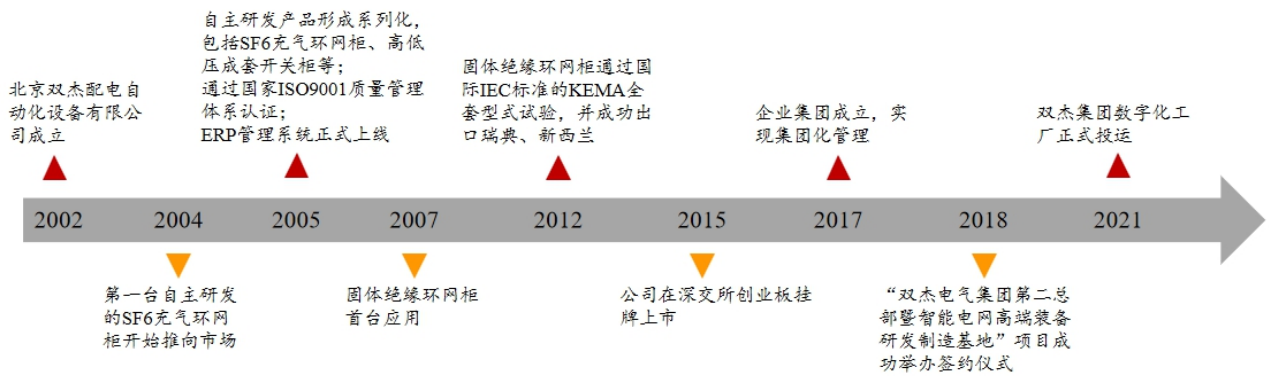 北京双杰配电自
动化设备有限公
司成立
自主研发产品形成系列化，
包括SF6充气环网柜、高低
压成套开关柜等；
通过国家ISO9001质量管理
体系认证；
ERP管理系统正式上线
固体绝缘环网柜通过国
际IEC标准的KEMA全
套型式试验，并成功出
口瑞典、新西兰
企业集团成立，实
现集团化管理
双杰集团数字化工
厂正式投运
2002 2004 2005 2007 2012 2015 2017 2018 2021
第一台自主研发
的SF6充气环网
柜开始推向市场
固体绝缘环网柜
首台应用
公司在深交所创业板挂
牌上市
“双杰电气集团第二总
部暨智能电网高端装备
研发制造基地”项目成
功举办签约仪式